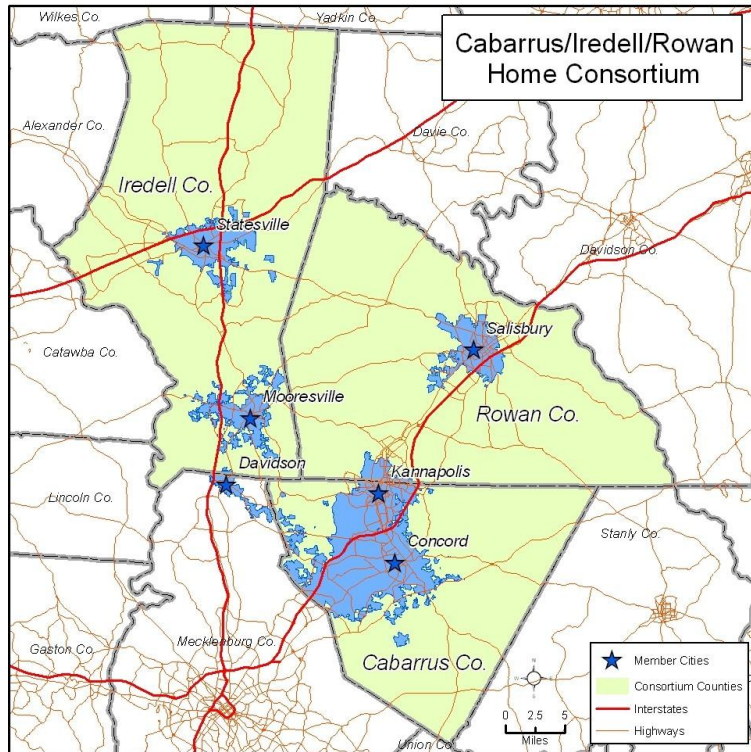 Wilkes Co.
Yadkin Co.
Cabarrus/Iredell/Rowan
Home Consortium
Alexander Co.
Davie Co.
Iredell Co.
Statesville
Davidson Co.
Salisbury
Catawba Co.
Mooresville
Rowan Co.
Davidson
Kannapolis
Lincoln Co.
Concord
Stanly Co.
Gaston Co.
Mecklenburg Co.
Cabarrus Co.
Union Co.
N
W E
S
0 2.5 5
Miles
Member Cities
Consortium Counties
Interstates
Highways